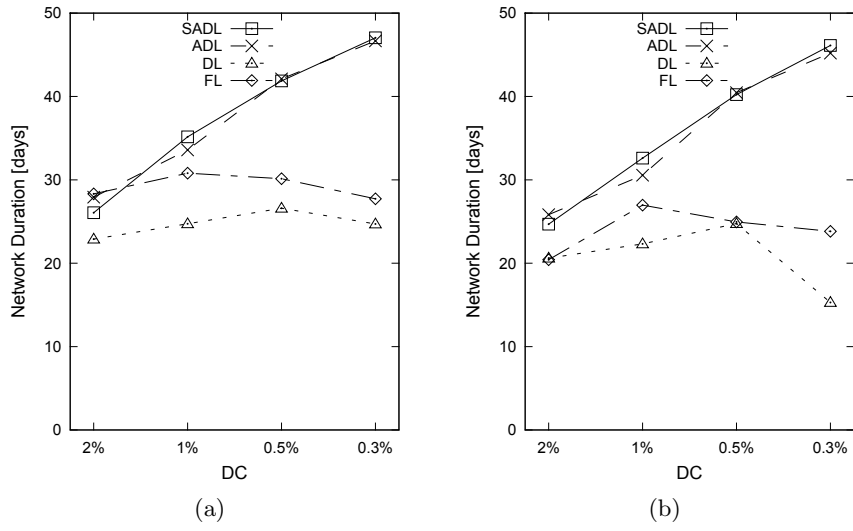 50
40
30
20
10
0
Network Duration [days]
SADL
ADL
DL
FL
2% 1% 0.5% 0.3%
DC
(a)
50
40
30
20
10
0
Network Duration [days]
SADL
ADL
DL
FL
2% 1% 0.5% 0.3%
DC
(b)